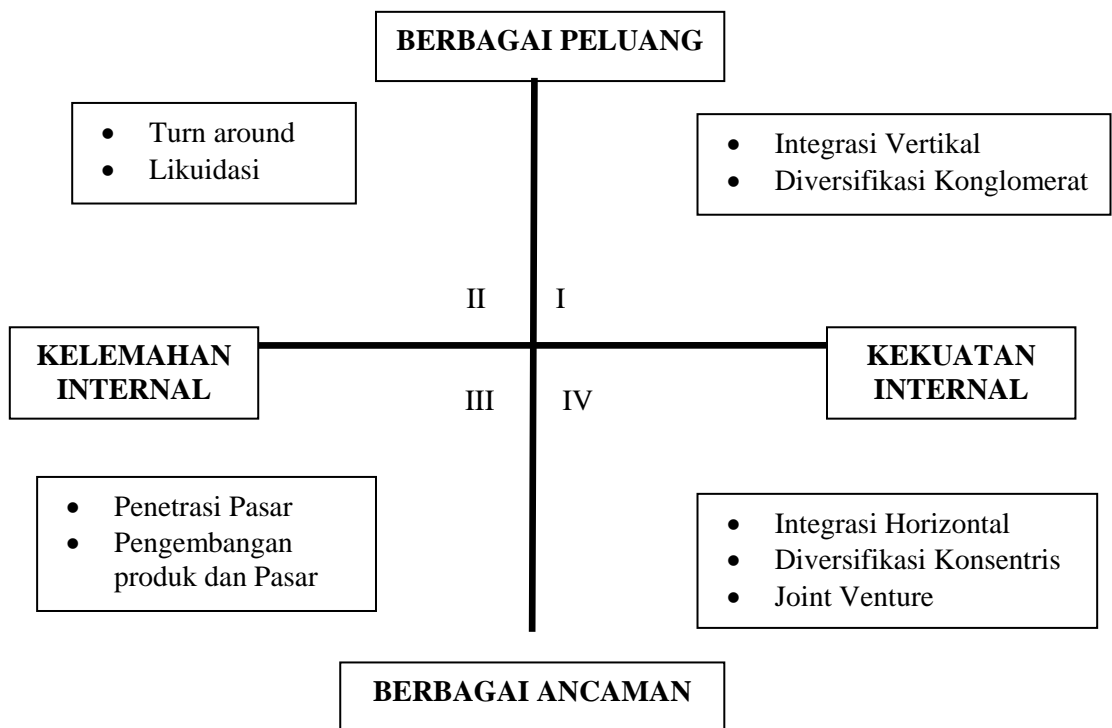 BERBAGAI PELUANG
• Turn around
• Likuidasi
• Integrasi Vertikal
• Diversifikasi Konglomerat
II
I
KELEMAHAN
INTERNAL
KEKUATAN
INTERNAL
III
IV
• Penetrasi Pasar
• Pengembangan
produk dan Pasar
• Integrasi Horizontal
• Diversifikasi Konsentris
• Joint Venture
BERBAGAI ANCAMAN